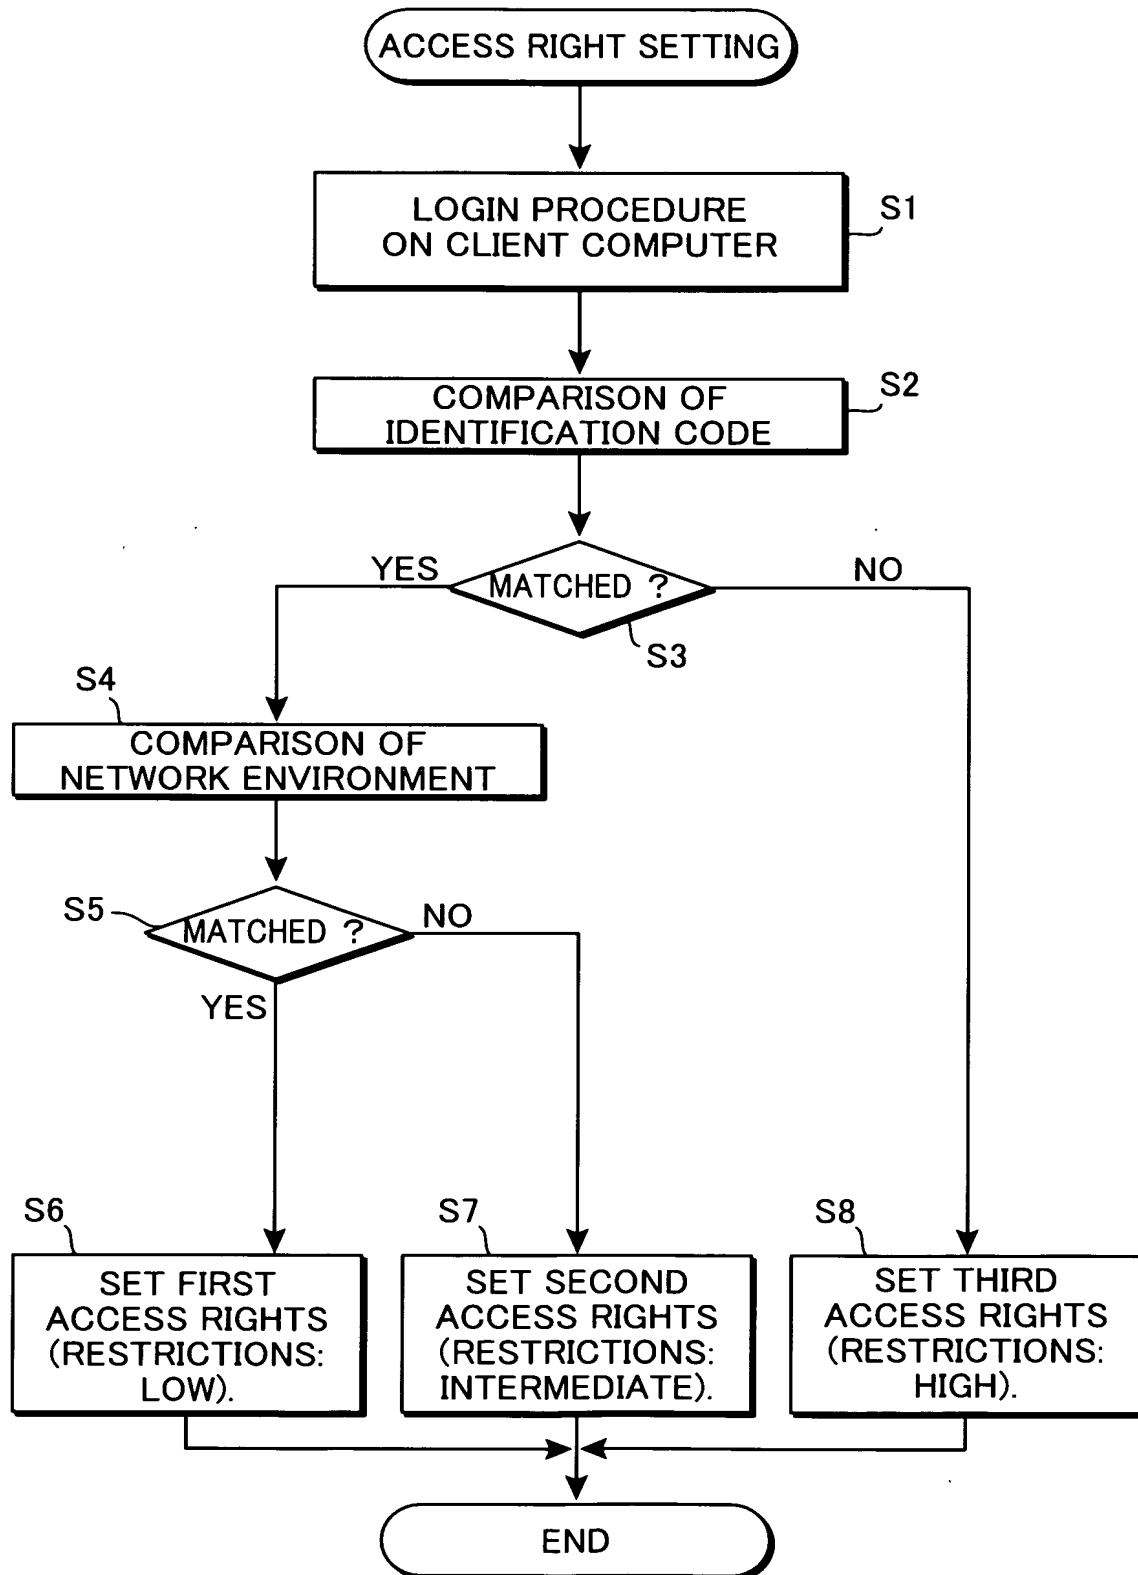 ACCESS RIGHT SETTING
LOGIN PROCEDURE
ON CLIENT COMPUTER
S1
COMPARISON OF
IDENTIFICATION CODE
S2
YES
MATCHED ?
NO
S3
S4
COMPARISON OF
NETWORK ENVIRONMENT
S5
MATCHED ?
NO
YES
S6
SET FIRST
ACCESS RIGHTS
(RESTRICTIONS:
LOW).
S7
SET SECOND
ACCESS RIGHTS
(RESTRICTIONS:
INTERMEDIATE).
S8
SET THIRD
ACCESS RIGHTS
(RESTRICTIONS:
HIGH).
END